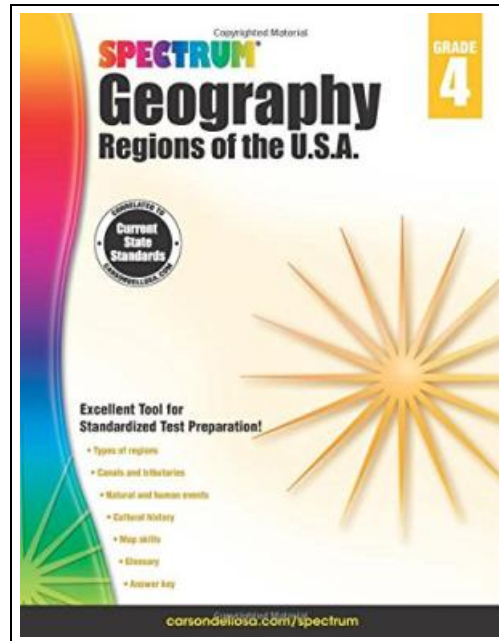 Copyrighted Material
SPECTRUM®
GRADE
4
Geography
Regions of the U.S.A.
CORRELATED TO
Current
State
Standards
CARSONDELLOSA.COM
Excellent Tool for
Standardized Test Preparation!
• Types of regions
• Canals and tributaries
• Natural and human events
• Cultural history
• Map skills
• Glossary
• Answer key
Copyrighted Material
carsondellosa.com/spectrum